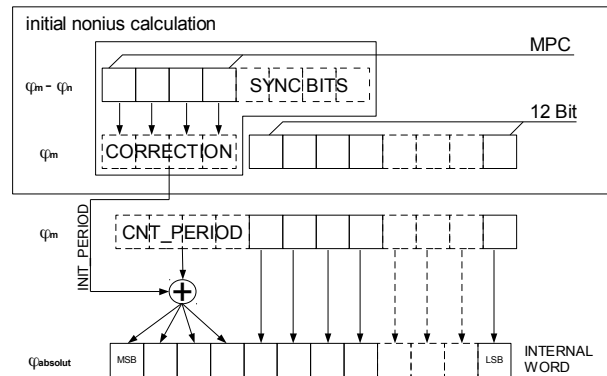 initial nonius calculation
MPC
φm - φn
SYNC BITS
12 Bit
φm
CORRECTION
INIT_PERIOD
φm
CNT_PERIOD
+
φabsolut
MSB
LSB
INTERNAL
WORD